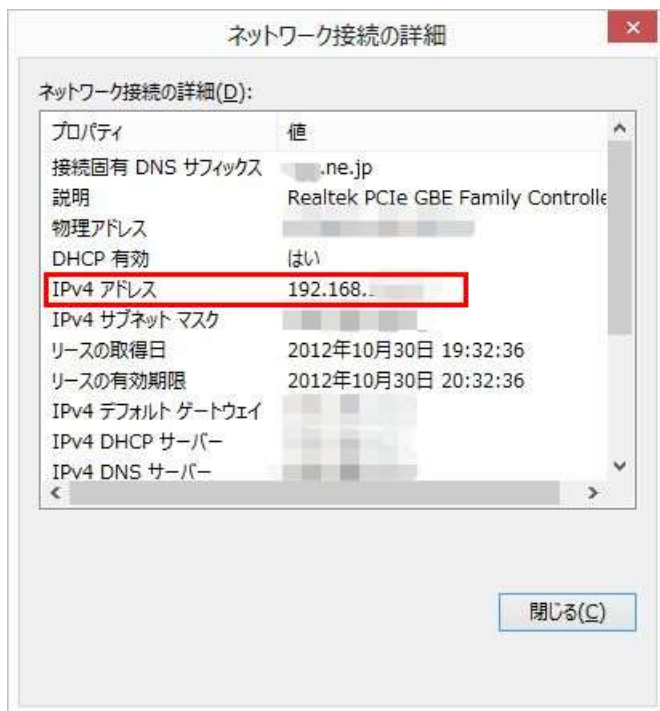 ネットワーク接続の詳細
ネットワーク接続の詳細(D):
プロパティ 値
接続固有 DNS サフィックス .ne.jp
説明 Realtek PCIe GBE Family Controlle
物理アドレス
DHCP 有効 はい
IPv4 アドレス 192.168.
IPv4 サブネット マスク
リースの取得日 2012年10月30日 19:32:36
リースの有効期限 2012年10月30日 20:32:36
IPv4 デフォルト ゲートウェイ
IPv4 DHCP サーバー
IPv4 DNS サーバー
閉じる(C)